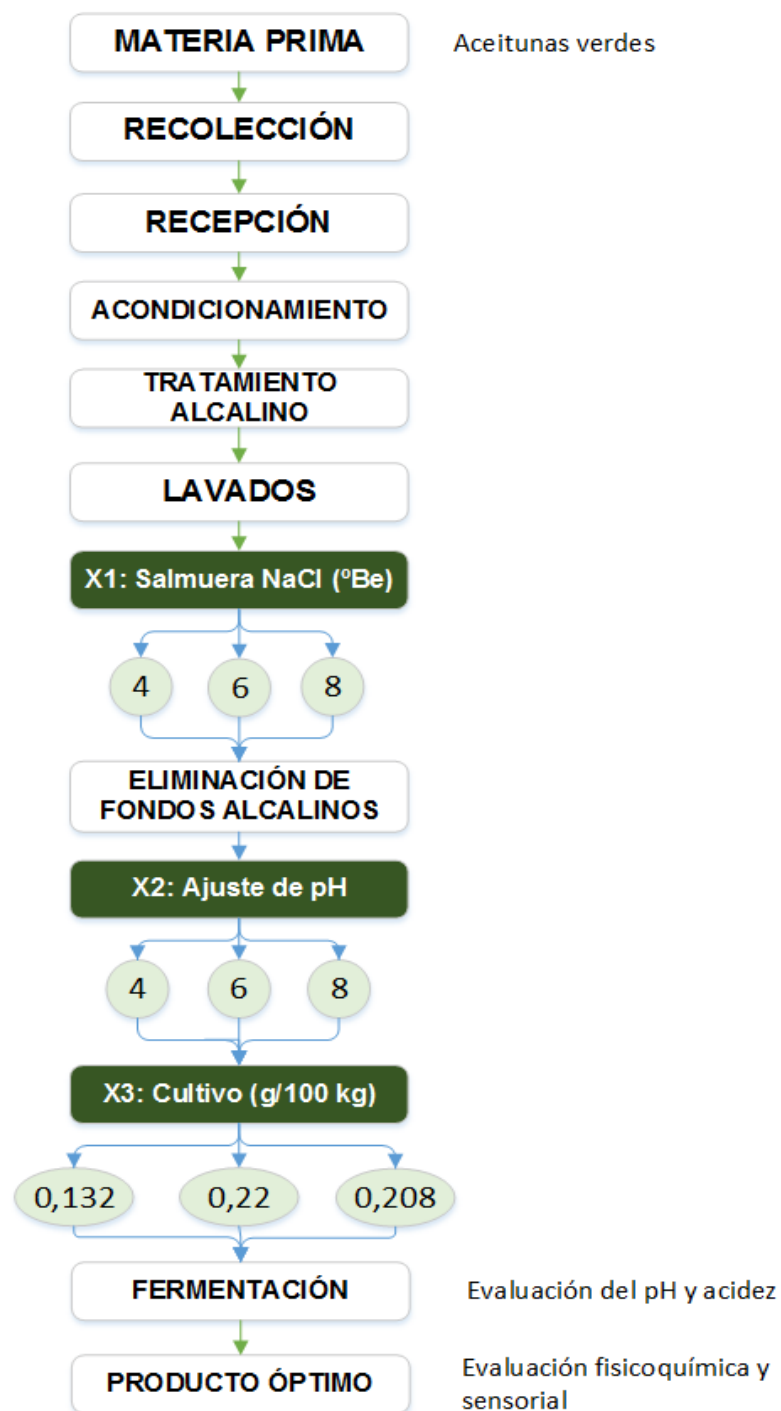 MATERIA PRIMA
Aceitunas verdes
RECOLECCIÓN
RECEPCIÓN
ACONDICIONAMIENTO
TRATAMIENTO
ALCALINO
LAVADOS
X1: Salmuera NaCl (ºBe)
4 6 8
ELIMINACIÓN DE
FONDOS ALCALINOS
X2: Ajuste de pH
4 6 8
X3: Cultivo (g/100 kg)
0,132 0,22 0,208
FERMENTACIÓN
Evaluación del pH y acidez
PRODUCTO ÓPTIMO
Evaluación fisicoquímica y
sensorial